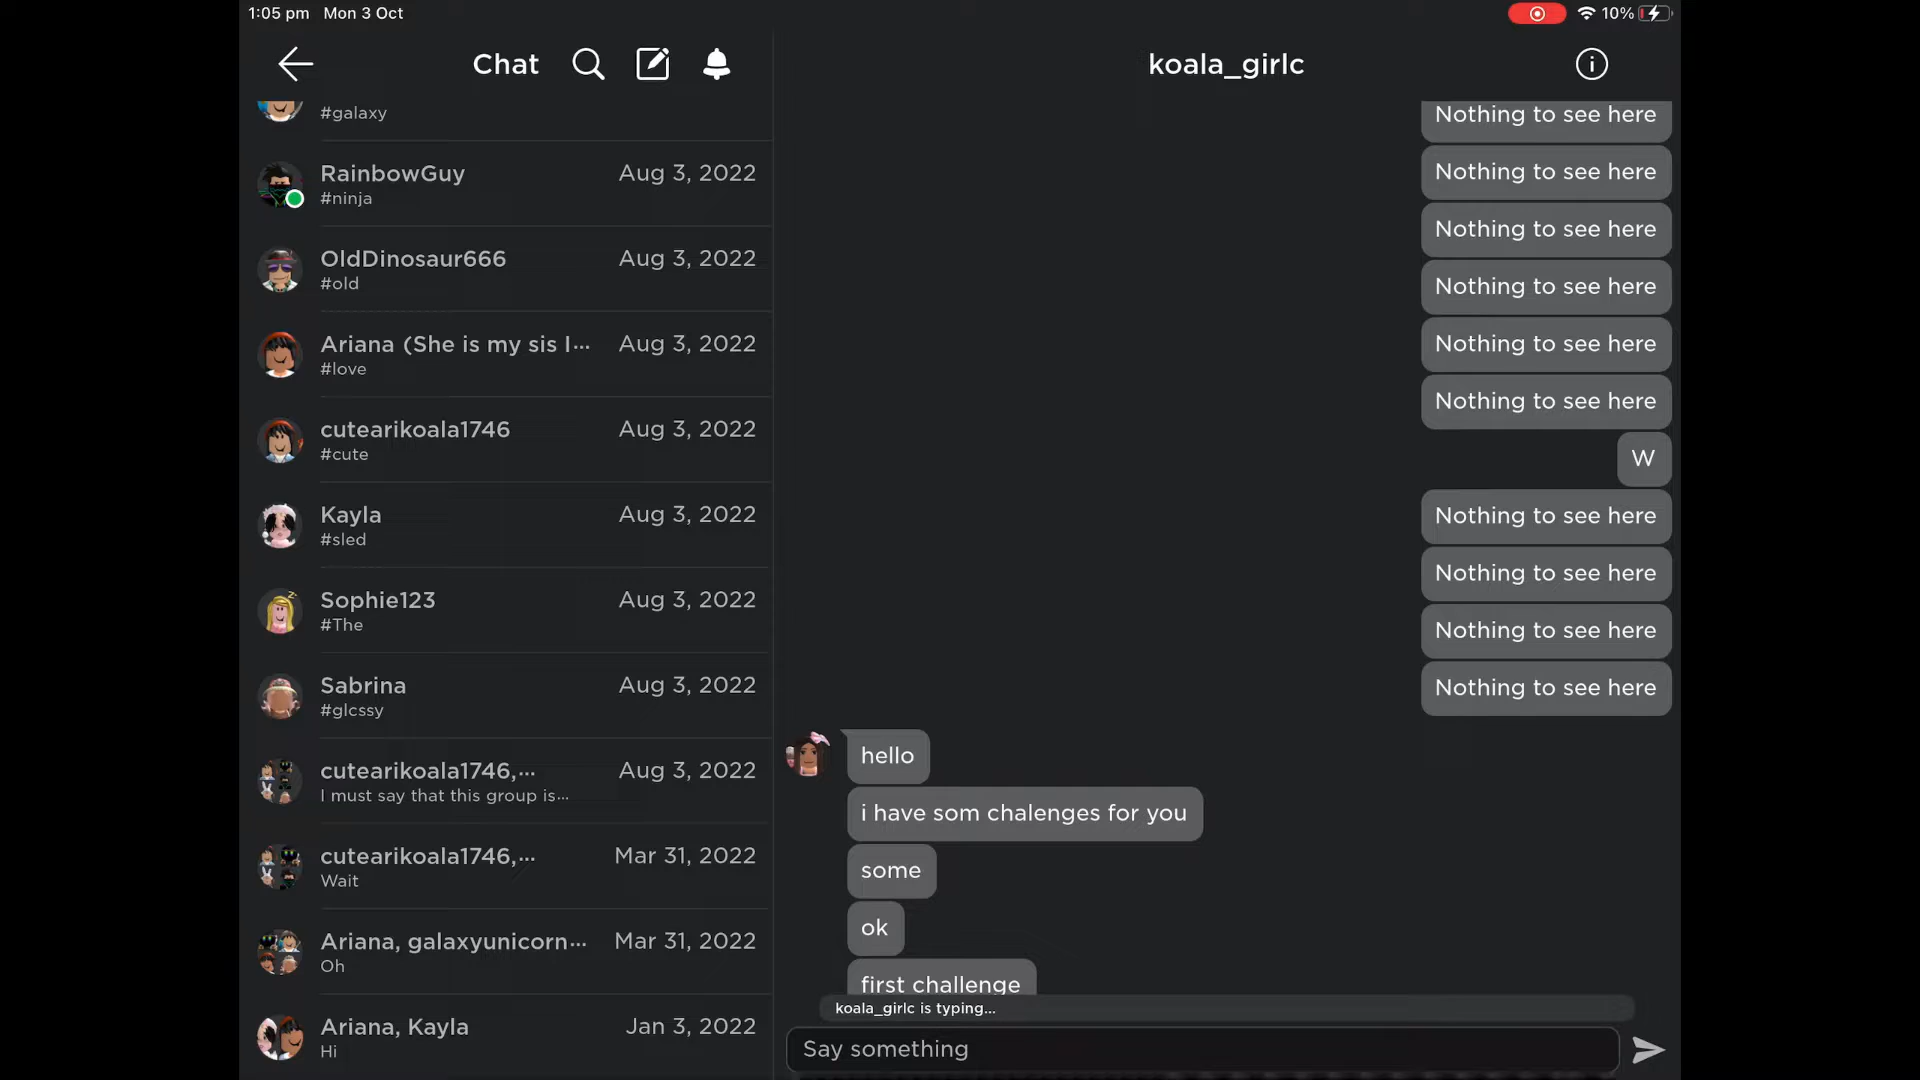 1:05 pm Mon 3 Oct
10%
Chat
#galaxy
RainbowGuy Aug 3, 2022
#ninja
OldDinosaur666 Aug 3, 2022
#old
Ariana (She is my sis I... Aug 3, 2022
#love
cutearikoala1746 Aug 3, 2022
#cute
Kayla Aug 3, 2022
#sled
Sophie123 Aug 3, 2022
#The
Sabrina Aug 3, 2022
#glcssy
cutearikoala1746,... Aug 3, 2022
I must say that this group is...
cutearikoala1746,... Mar 31, 2022
Wait
Ariana, galaxyunicorn... Mar 31, 2022
Oh
Ariana, Kayla Jan 3, 2022
Hi
koala_girlc
Nothing to see here
Nothing to see here
Nothing to see here
Nothing to see here
Nothing to see here
Nothing to see here
W
Nothing to see here
Nothing to see here
Nothing to see here
Nothing to see here
hello
i have som chalenges for you
some
ok
first challenge
koala_girlc is typing...
Say something